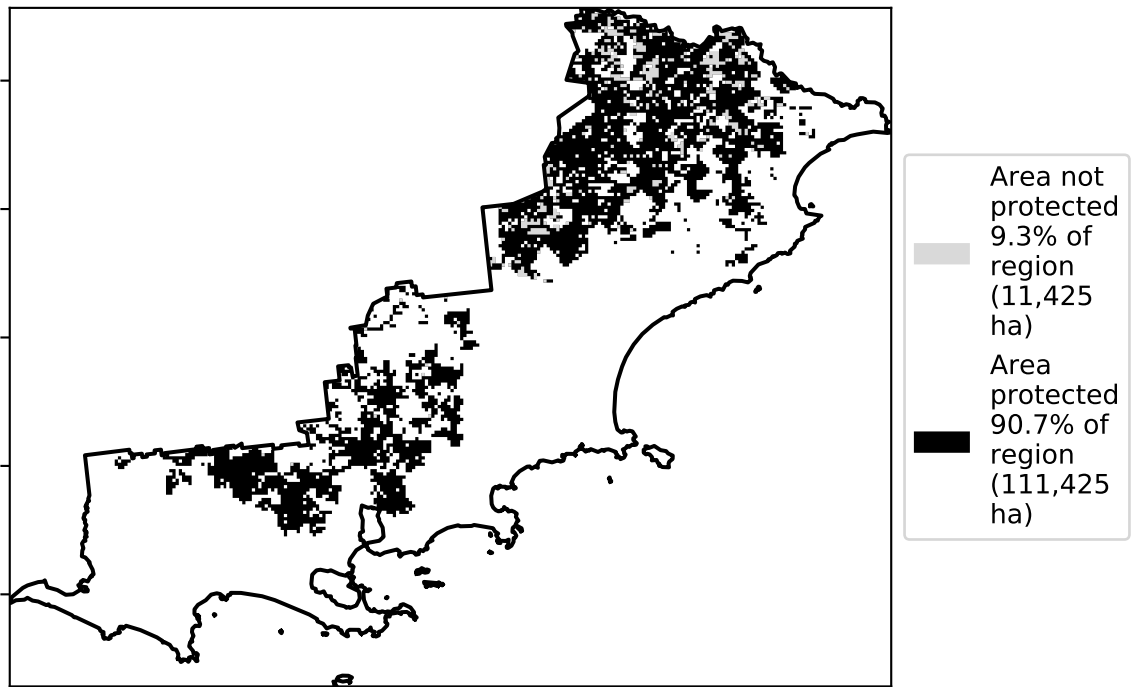 Area not
protected
9.3% of
region
(11,425
ha)
Area
protected
90.7% of
region
(111,425
ha)